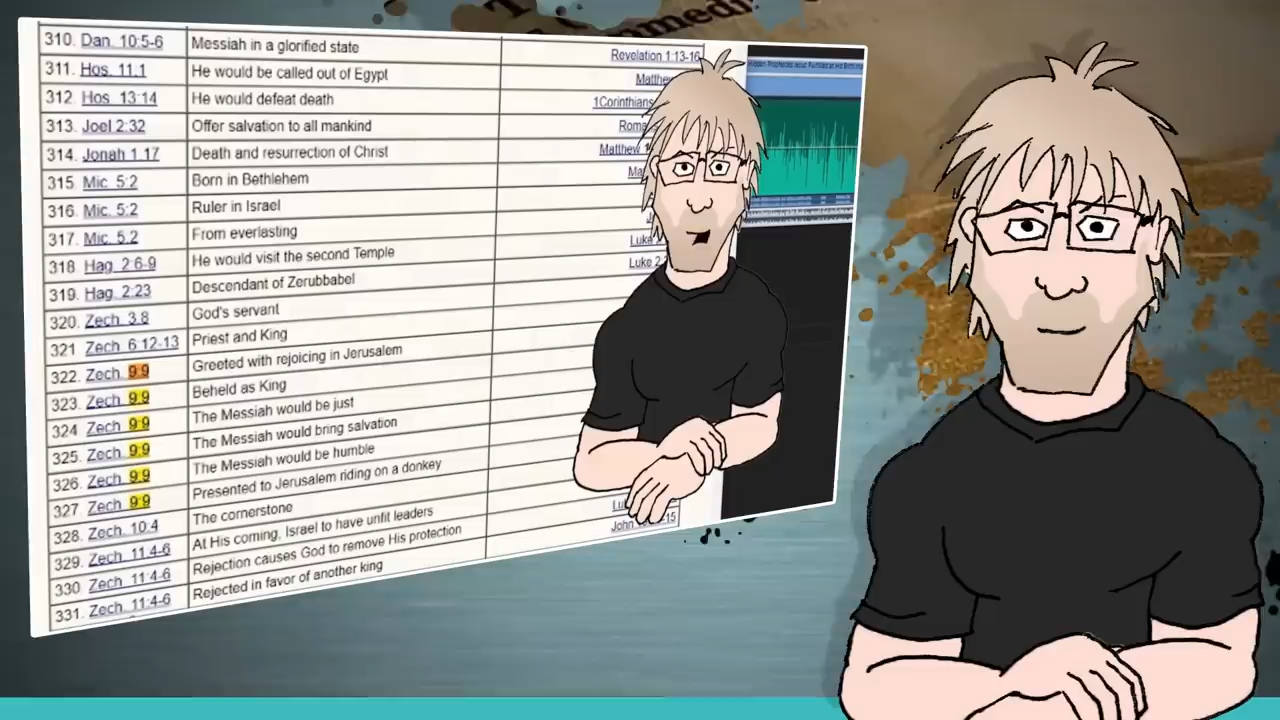 310. Dan. 10:5-6 Messiah in a glorified state Revelation 1:13-16
311. Hos. 11:1 He would be called out of Egypt
312. Hos. 13:14 He would defeat death 1Corinthians
313. Joel 2:32 Offer salvation to all mankind
314. Jonah 1:17 Death and resurrection of Christ Matthew
315. Mic. 5:2 Born in Bethlehem
316. Mic. 5:2 Ruler in Israel
317. Mic. 5:2 From everlasting Luke
318. Hag. 2:6-9 He would visit the second Temple Luke 2
319. Hag. 2:23 Descendant of Zerubbabel
320. Zech. 3:8 God's servant
321 Zech. 6:12-13 Priest and King
322. Zech. 9:9 Greeted with rejoicing in Jerusalem
323. Zech. 9:9 Beheld as King
324 Zech. 9:9 The Messiah would be just
325. Zech. 9:9 The Messiah would bring salvation
326. Zech. 9:9 The Messiah would be humble
327. Zech. 9:9 Presented to Jerusalem riding on a donkey
328. Zech. 10:4 The cornerstone
329. Zech. 11:4-6 At His coming, Israel to have unfit leaders
330 Zech. 11:4-6 Rejection causes God to remove His protection
331. Zech. 11:4-6 Rejected in favor of another king
John